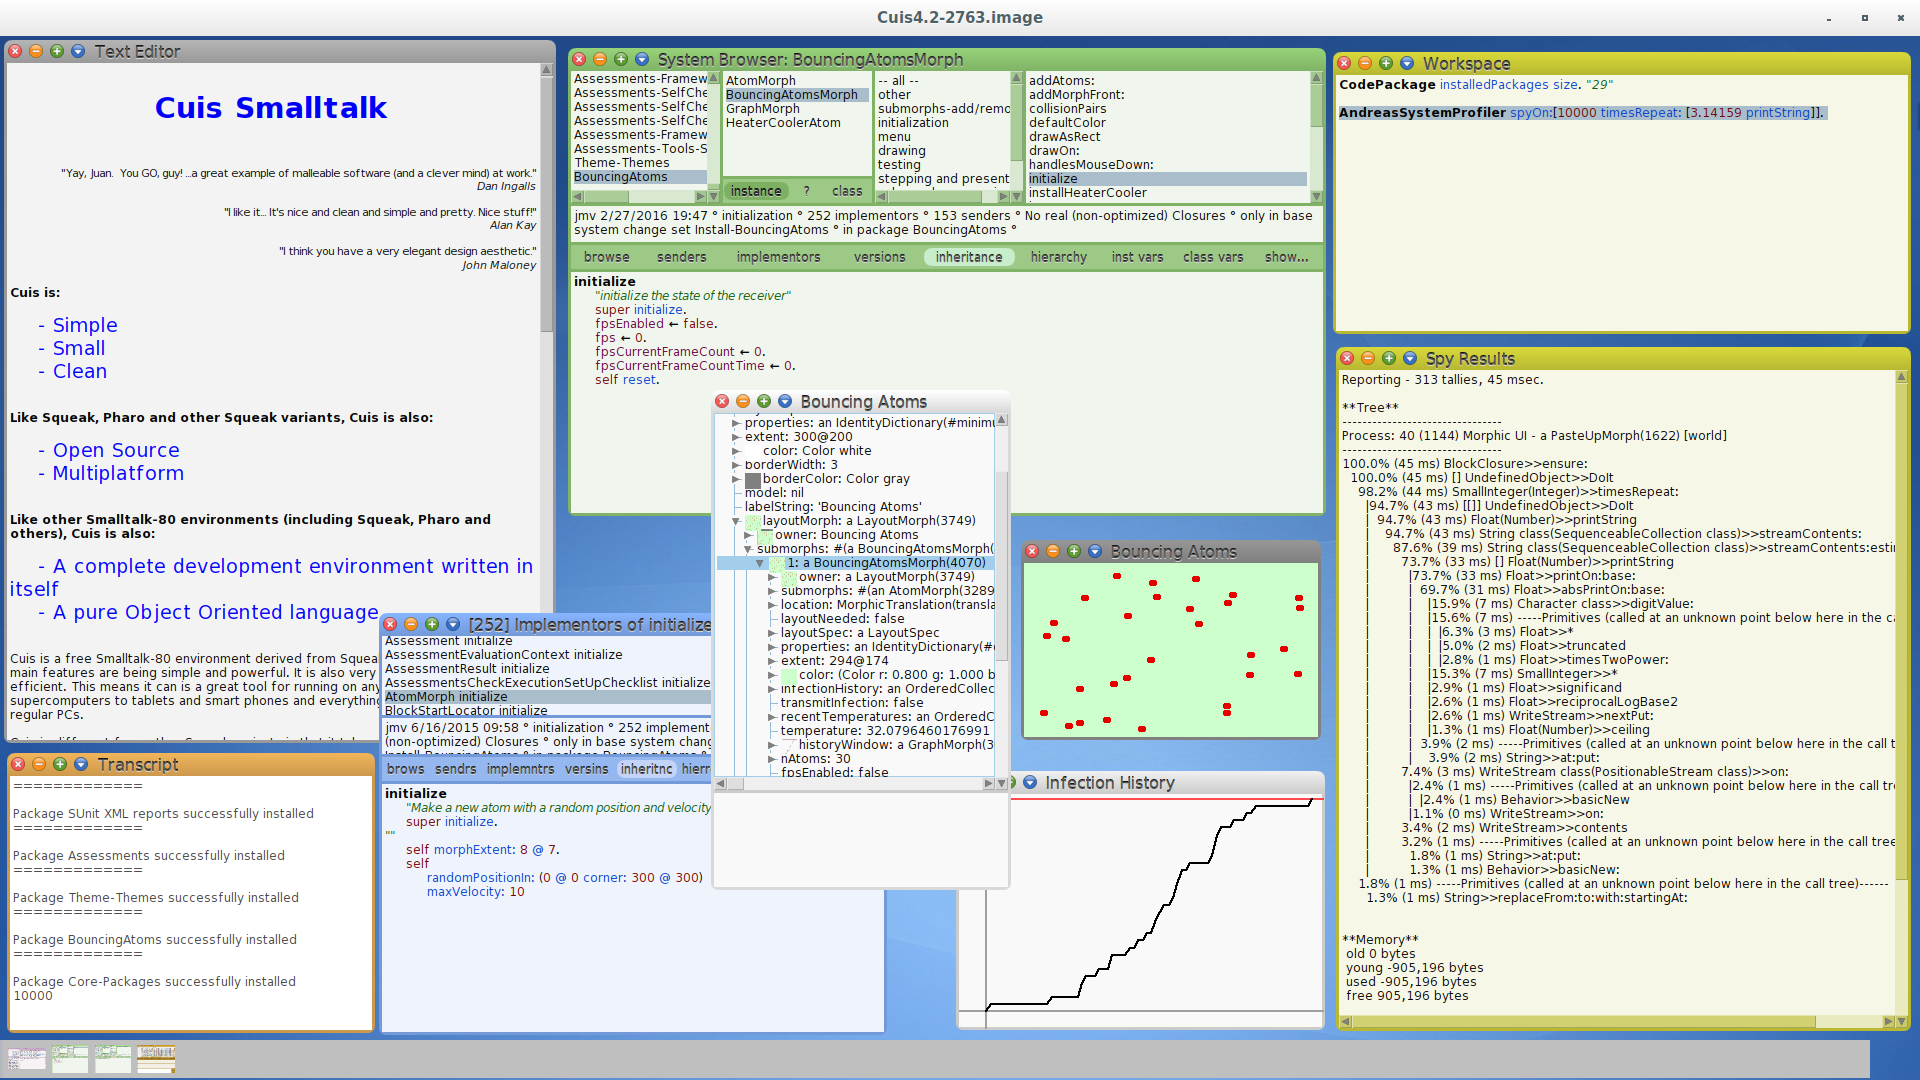 Cuis4.2-2763.image
Text Editor
Cuis Smalltalk
"Yay, Juan.  You GO, guy! ...a great example of malleable software (and a clever mind) at work."
Dan Ingalls
"I like it... It's nice and clean and simple and pretty. Nice stuff!"
Alan Kay
"I think you have a very elegant design aesthetic."
John Maloney
Cuis is:
- Simple
- Small
- Clean
Like Squeak, Pharo and other Squeak variants, Cuis is also:
- Open Source
- Multiplatform
Like other Smalltalk-80 environments (including Squeak, Pharo and
others), Cuis is also:
- A complete development environment written in
itself
- A pure Object Oriented language
Cuis is a free Smalltalk-80 environment derived from Squea
main features are being simple and powerful. It is also very
efficient. This means it can is a great tool for running on any
supercomputers to tablets and smart phones and everything
regular PCs.
System Browser: BouncingAtomsMorph
Assessments-Framew
Assessments-SelfChe
Assessments-SelfChe
Assessments-SelfChe
Assessments-Framew
Assessments-Tools-S
Theme-Themes
BouncingAtoms
AtomMorph
BouncingAtomsMorph
GraphMorph
HeaterCoolerAtom
instance ? class
-- all --
other
submorphs-add/remo
initialization
menu
drawing
testing
stepping and present
addAtoms:
addMorphFront:
collisionPairs
defaultColor
drawAsRect
drawOn:
handlesMouseDown:
initialize
installHeaterCooler
jmv 2/27/2016 19:47 ° initialization ° 252 implementors ° 153 senders ° No real (non-optimized) Closures ° only in base
system change set Install-BouncingAtoms ° in package BouncingAtoms °
browse senders implementors versions inheritance hierarchy inst vars class vars show...
initialize
"initialize the state of the receiver"
super initialize.
fpsEnabled ← false.
fps ← 0.
fpsCurrentFrameCount ← 0.
fpsCurrentFrameCountTime ← 0.
self reset.
Workspace
CodePackage installedPackages size. "29"
AndreasSystemProfiler spyOn:[10000 timesRepeat: [3.14159 printString]].
Spy Results
Reporting - 313 tallies, 45 msec.
**Tree**
--------------------------------
Process: 40 (1144) Morphic UI - a PasteUpMorph(1622) [world]
--------------------------------
100.0% (45 ms) BlockClosure>>ensure:
100.0% (45 ms) [] UndefinedObject>>DoIt
98.2% (44 ms) SmallInteger(Integer)>>timesRepeat:
|94.7% (43 ms) [[]] UndefinedObject>>DoIt
| 94.7% (43 ms) Float(Number)>>printString
| 94.7% (43 ms) String class(SequenceableCollection class)>>streamContents:
| 87.6% (39 ms) String class(SequenceableCollection class)>>streamContents:estir
| 73.7% (33 ms) [] Float(Number)>>printString
| |73.7% (33 ms) Float>>printOn:base:
| | 69.7% (31 ms) Float>>absPrintOn:base:
| | |15.9% (7 ms) Character class>>digitValue:
| | |15.6% (7 ms) -----Primitives (called at an unknown point below here in the ca
| | | |6.3% (3 ms) Float>>*
| | | |5.0% (2 ms) Float>>truncated
| | | |2.8% (1 ms) Float>>timesTwoPower:
| | |15.3% (7 ms) SmallInteger>>*
| | |2.9% (1 ms) Float>>significand
| | |2.6% (1 ms) Float>>reciprocalLogBase2
| | |2.6% (1 ms) WriteStream>>nextPut:
| | |1.3% (1 ms) Float(Number)>>ceiling
| | 3.9% (2 ms) -----Primitives (called at an unknown point below here in the call t
| | 3.9% (2 ms) String>>at:put:
| 7.4% (3 ms) WriteStream class(PositionableStream class)>>on:
| |2.4% (1 ms) -----Primitives (called at an unknown point below here in the call tre
| | |2.4% (1 ms) Behavior>>basicNew
| |1.1% (0 ms) WriteStream>>on:
| 3.4% (2 ms) WriteStream>>contents
| 3.2% (1 ms) -----Primitives (called at an unknown point below here in the call tree
| 1.8% (1 ms) String>>at:put:
| 1.3% (1 ms) Behavior>>basicNew:
1.8% (1 ms) -----Primitives (called at an unknown point below here in the call tree)------
1.3% (1 ms) String>>replaceFrom:to:with:startingAt:
**Memory**
old 0 bytes
young -905,196 bytes
used -905,196 bytes
free 905,196 bytes
Bouncing Atoms
properties: an IdentityDictionary(#minimu
extent: 300@200
color: Color white
borderWidth: 3
borderColor: Color gray
model: nil
labelString: 'Bouncing Atoms'
layoutMorph: a LayoutMorph(3749)
owner: Bouncing Atoms
submorphs: #(a BouncingAtomsMorph(
1: a BouncingAtomsMorph(4070)
owner: a LayoutMorph(3749)
submorphs: #(an AtomMorph(3289
location: MorphicTranslation(transla
layoutNeeded: false
layoutSpec: a LayoutSpec
properties: an IdentityDictionary(#
extent: 294@174
color: (Color r: 0.800 g: 1.000 b
infectionHistory: an OrderedCollec
transmitInfection: false
recentTemperatures: an OrderedC
temperature: 32.0796460176991
historyWindow: a GraphMorph(3
nAtoms: 30
fpsEnabled: false
Bouncing Atoms
Infection History
[252] Implementors of initialize
Assessment initialize
AssessmentEvaluationContext initialize
AssessmentResult initialize
AssessmentsCheckExecutionSetUpChecklist initialize
AtomMorph initialize
BlockStartLocator initialize
jmv 6/16/2015 09:58 ° initialization ° 252 implement
(non-optimized) Closures ° only in base system chang
brows sendrs implemntrs versins inheritnc hierr
initialize
"Make a new atom with a random position and velocity
super initialize.
""
self morphExtent: 8 @ 7.
self
randomPositionIn: (0 @ 0 corner: 300 @ 300)
maxVelocity: 10
Transcript
=============
Package SUnit XML reports successfully installed
=============
Package Assessments successfully installed
=============
Package Theme-Themes successfully installed
=============
Package BouncingAtoms successfully installed
=============
Package Core-Packages successfully installed
10000